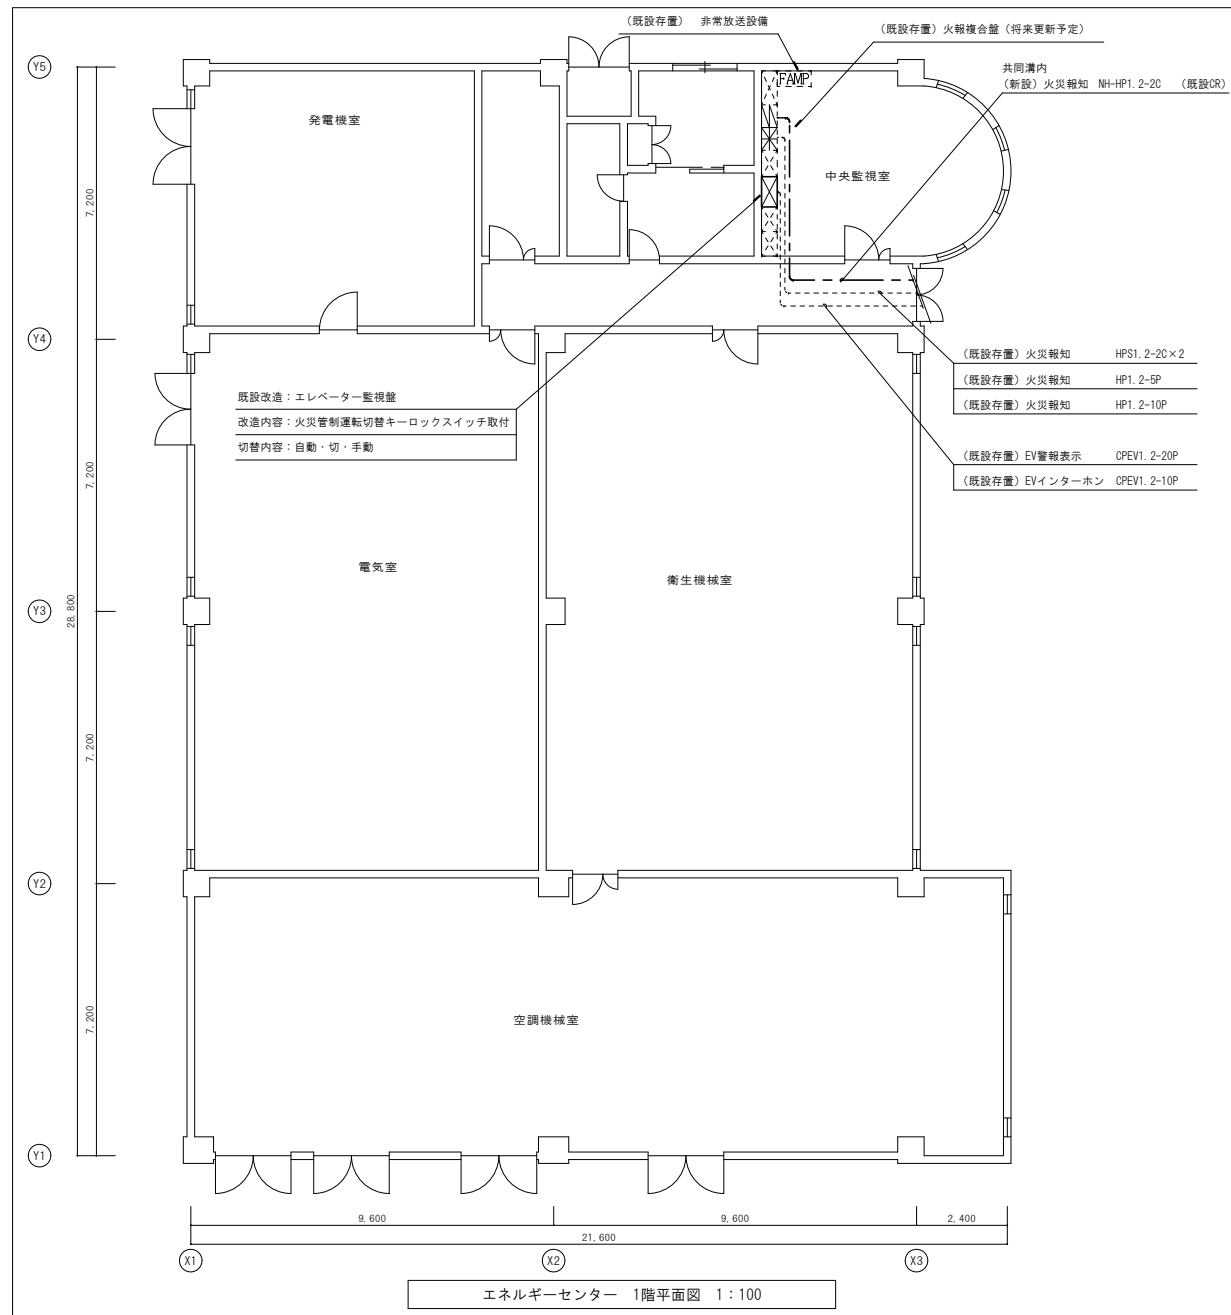 (既設存置) 非常放送設備
(既設存置) 火報複合盤 (将来更新予定)
共同溝内
(新設) 火災報知 NH-HP1.2-2C (既設CR)
Y5
FAMP
発電機室
中央監視室
7,200
Y4
(既設存置) 火災報知 HPS1.2-2C×2
(既設存置) 火災報知 HP1.2-5P
(既設存置) 火災報知 HP1.2-10P
既設改造：エレベーター監視盤
改造内容：火災管制運転切替キーロックスイッチ取付
切替内容：自動・切・手動
(既設存置) EV警報表示 CPEV1.2-20P
(既設存置) EVインターホン CPEV1.2-10P
7,200
電気室
衛生機械室
Y3
28,800
7,200
Y2
空調機械室
7,200
Y1
9,600
9,600
2,400
21,600
X1
X2
X3
エネルギーセンター 1階平面図 1：100